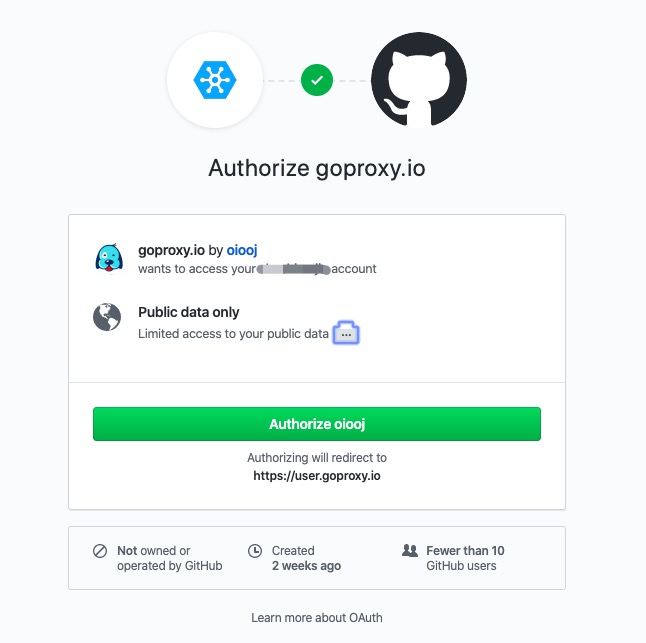 Authorize goproxy.io
goproxy.io by oiooj
wants to access your account
Public data only
Limited access to your public data ...
Authorize oiooj
Authorizing will redirect to
https://user.goproxy.io
Not owned or
operated by GitHub
Created
2 weeks ago
Fewer than 10
GitHub users
Learn more about OAuth